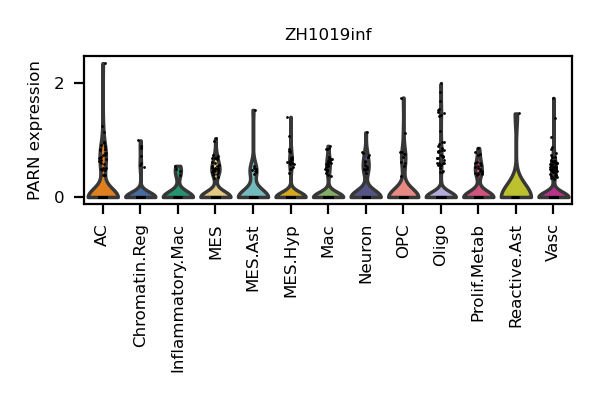 ZH1019inf
PARN expression
2
0
AC
Chromatin.Reg
Inflammatory.Mac
MES
MES.Ast
MES.Hyp
Mac
Neuron
OPC
Oligo
Prolif.Metab
Reactive.Ast
Vasc